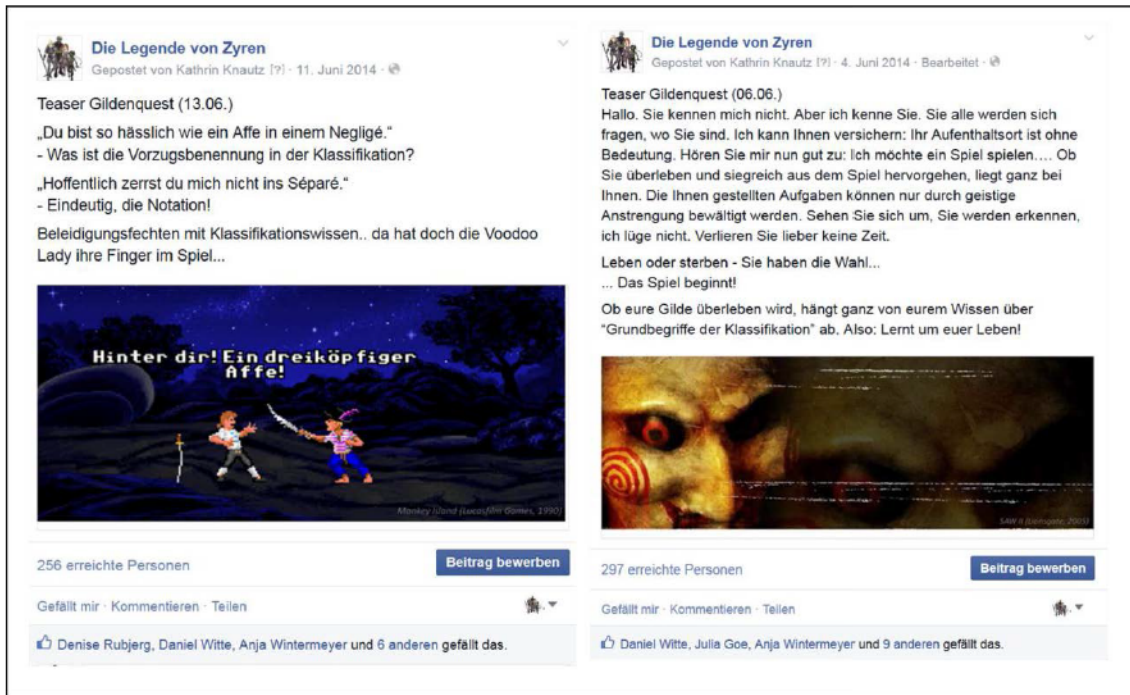 Die Legende von Zyren
Gepostet von Kathrin Knautz [?] · 11. Juni 2014 ·
Teaser Gildenquest (13.06.)
„Du bist so hässlich wie ein Affe in einem Negligé.“
- Was ist die Vorzugsbenennung in der Klassifikation?
„Hoffentlich zerrst du mich nicht ins Séparé.“
- Eindeutig, die Notation!
Beleidigungsfechten mit Klassifikationswissen.. da hat doch die Voodoo
Lady ihre Finger im Spiel...
Hinter dir! Ein dreiköpfiger
Affe!
Monkey Island (Lucasfilm Games, 1990)
256 erreichte Personen
Beitrag bewerben
Gefällt mir · Kommentieren · Teilen
Denise Rubjerg, Daniel Witte, Anja Wintermeyer und 6 anderen gefällt das.
Die Legende von Zyren
Gepostet von Kathrin Knautz [?] · 4. Juni 2014 · Bearbeitet ·
Teaser Gildenquest (06.06.)
Hallo. Sie kennen mich nicht. Aber ich kenne Sie. Sie alle werden sich
fragen, wo Sie sind. Ich kann Ihnen versichern: Ihr Aufenthaltsort ist ohne
Bedeutung. Hören Sie mir nun gut zu: Ich möchte ein Spiel spielen.... Ob
Sie überleben und siegreich aus dem Spiel hervorgehen, liegt ganz bei
Ihnen. Die Ihnen gestellten Aufgaben können nur durch geistige
Anstrengung bewältigt werden. Sehen Sie sich um, Sie werden erkennen,
ich lüge nicht. Verlieren Sie lieber keine Zeit.
Leben oder sterben - Sie haben die Wahl...
... Das Spiel beginnt!
Ob eure Gilde überleben wird, hängt ganz von eurem Wissen über
"Grundbegriffe der Klassifikation" ab. Also: Lernt um euer Leben!
SAW II (Lionsgate, 2005)
297 erreichte Personen
Beitrag bewerben
Gefällt mir · Kommentieren · Teilen
Daniel Witte, Julia Goe, Anja Wintermeyer und 9 anderen gefällt das.